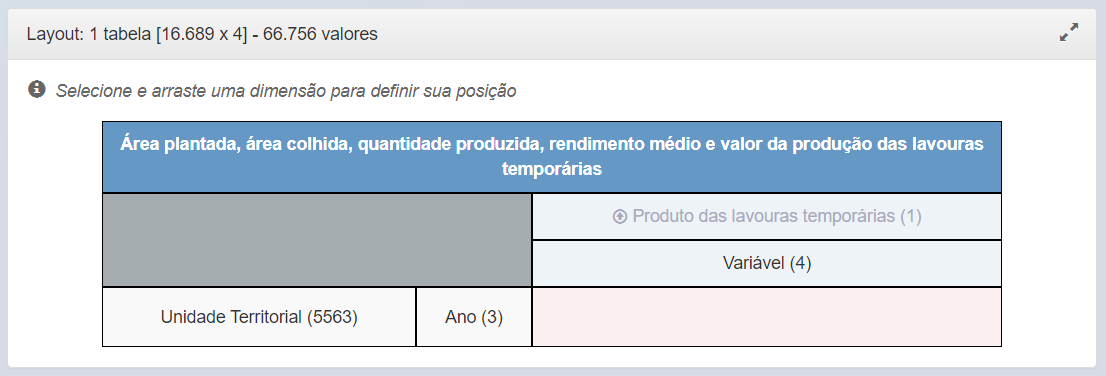 Layout: 1 tabela [16.689 x 4] - 66.756 valores
Selecione e arraste uma dimensão para definir sua posição
Área plantada, área colhida, quantidade produzida, rendimento médio e valor da produção das lavouras
temporárias
Produto das lavouras temporárias (1)
Variável (4)
Unidade Territorial (5563)
Ano (3)